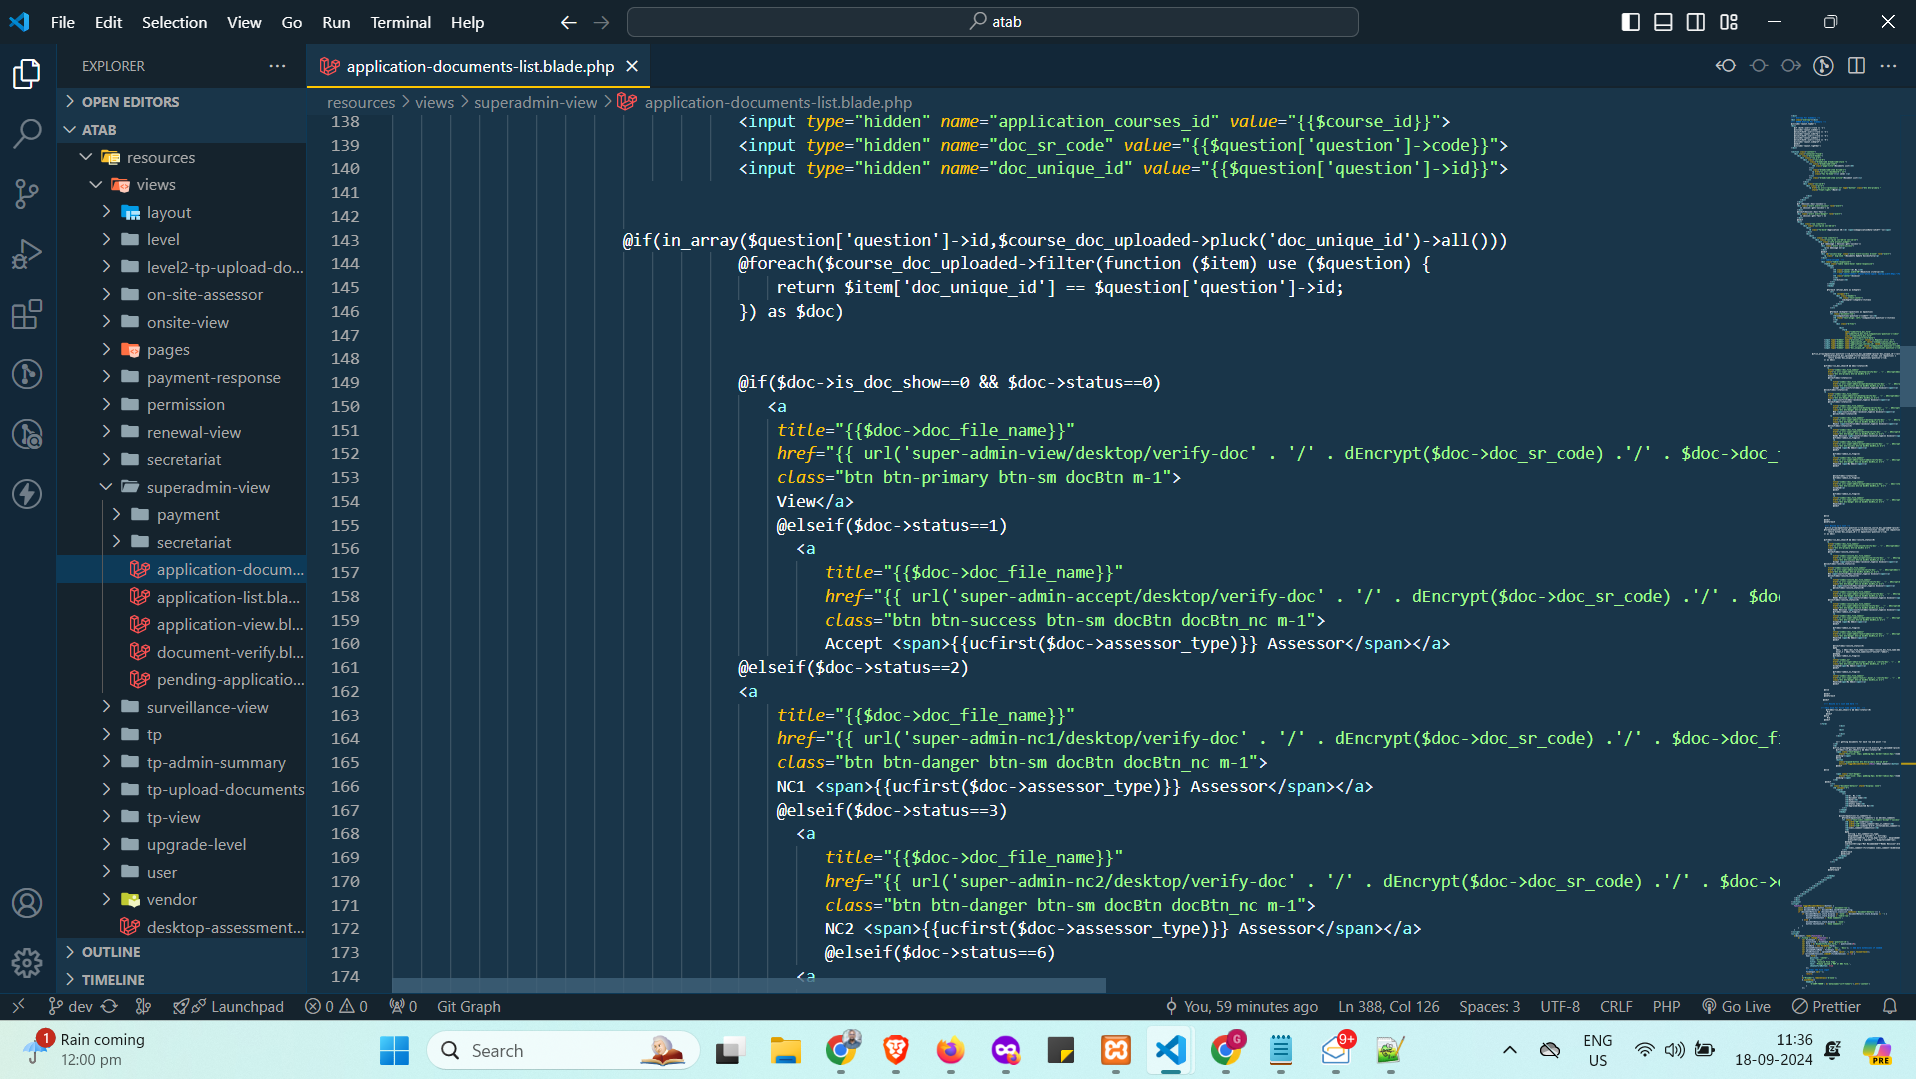 File Edit Selection View Go Run Terminal Help
atab
EXPLORER
application-documents-list.blade.php
OPEN EDITORS
ATAB
resources
views
layout
level
level2-tp-upload-do...
on-site-assessor
onsite-view
pages
payment-response
permission
renewal-view
secretariat
superadmin-view
payment
secretariat
application-docum...
application-list.bla...
application-view.bl...
document-verify.bl...
pending-applicatio...
surveillance-view
tp
tp-admin-summary
tp-upload-documents
tp-view
upgrade-level
user
vendor
desktop-assessment...
OUTLINE
TIMELINE
resources > views > superadmin-view > application-documents-list.blade.php
138 <input type="hidden" name="application_courses_id" value="{{$course_id}}">
139 <input type="hidden" name="doc_sr_code" value="{{$question['question']->code}}">
140 <input type="hidden" name="doc_unique_id" value="{{$question['question']->id}}">
141
142
143 @if(in_array($question['question']->id,$course_doc_uploaded->pluck('doc_unique_id')->all()))
144 @foreach($course_doc_uploaded->filter(function ($item) use ($question) {
145 return $item['doc_unique_id'] == $question['question']->id;
146 }) as $doc)
147
148
149 @if($doc->is_doc_show==0 && $doc->status==0)
150 <a
151 title="{{$doc->doc_file_name}}"
152 href="{{ url('super-admin-view/desktop/verify-doc' . '/' . dEncrypt($doc->doc_sr_code) .'/' . $doc->doc_
153 class="btn btn-primary btn-sm docBtn m-1">
154 View</a>
155 @elseif($doc->status==1)
156 <a
157 title="{{$doc->doc_file_name}}"
158 href="{{ url('super-admin-accept/desktop/verify-doc' . '/' . dEncrypt($doc->doc_sr_code) .'/' . $do
159 class="btn btn-success btn-sm docBtn docBtn_nc m-1">
160 Accept <span>{{ucfirst($doc->assessor_type)}} Assessor</span></a>
161 @elseif($doc->status==2)
162 <a
163 title="{{$doc->doc_file_name}}"
164 href="{{ url('super-admin-nc1/desktop/verify-doc' . '/' . dEncrypt($doc->doc_sr_code) .'/' . $doc->doc_fi
165 class="btn btn-danger btn-sm docBtn docBtn_nc m-1">
166 NC1 <span>{{ucfirst($doc->assessor_type)}} Assessor</span></a>
167 @elseif($doc->status==3)
168 <a
169 title="{{$doc->doc_file_name}}"
170 href="{{ url('super-admin-nc2/desktop/verify-doc' . '/' . dEncrypt($doc->doc_sr_code) .'/' . $doc->
171 class="btn btn-danger btn-sm docBtn docBtn_nc m-1">
172 NC2 <span>{{ucfirst($doc->assessor_type)}} Assessor</span></a>
173 @elseif($doc->status==6)
174 <a
dev Launchpad 0 0 0 Git Graph You, 59 minutes ago Ln 388, Col 126 Spaces: 3 UTF-8 CRLF PHP Go Live Prettier
1 Rain coming
12:00 pm
Search
G
9+
ENG
US
11:36
18-09-2024
PRE